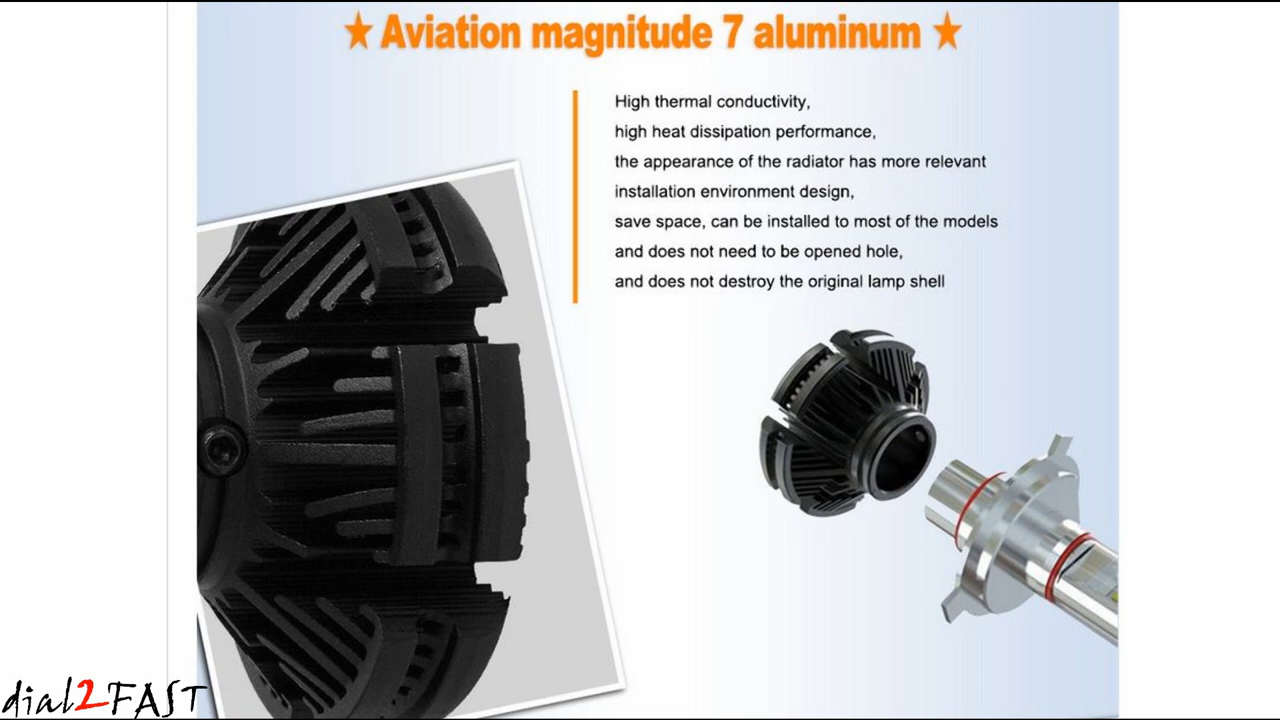 ★ Aviation magnitude 7 aluminum ★
High thermal conductivity,
high heat dissipation performance,
the appearance of the radiator has more relevant
installation environment design,
save space, can be installed to most of the models
and does not need to be opened hole,
and does not destroy the original lamp shell
dial2FAST